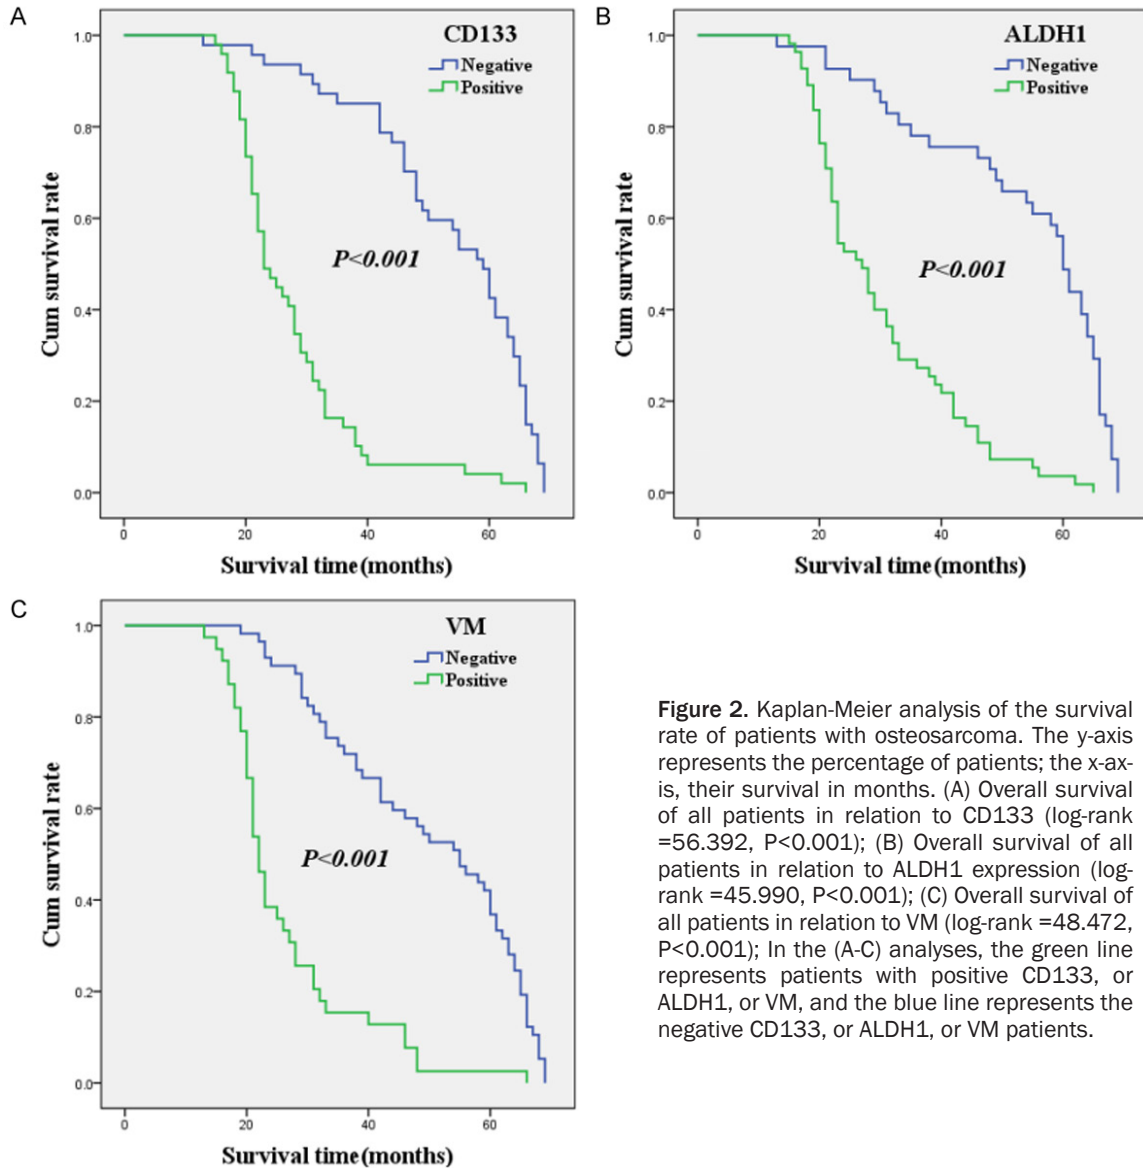 A
CD133
Negative
Positive
1.0
0.8
0.6
0.4
0.2
0.0
Cum survival rate
P<0.001
0 20 40 60
Survival time(months)
B
ALDH1
Negative
Positive
1.0
0.8
0.6
0.4
0.2
0.0
Cum survival rate
P<0.001
0 20 40 60
Survival time(months)
C
VM
Negative
Positive
1.0
0.8
0.6
0.4
0.2
0.0
Cum survival rate
P<0.001
0 20 40 60
Survival time(months)
Figure 2. Kaplan-Meier analysis of the survival
rate of patients with osteosarcoma. The y-axis
represents the percentage of patients; the x-ax-
is, their survival in months. (A) Overall survival
of all patients in relation to CD133 (log-rank
=56.392, P<0.001); (B) Overall survival of all
patients in relation to ALDH1 expression (log-
rank =45.990, P<0.001); (C) Overall survival of
all patients in relation to VM (log-rank =48.472,
P<0.001); In the (A-C) analyses, the green line
represents patients with positive CD133, or
ALDH1, or VM, and the blue line represents the
negative CD133, or ALDH1, or VM patients.